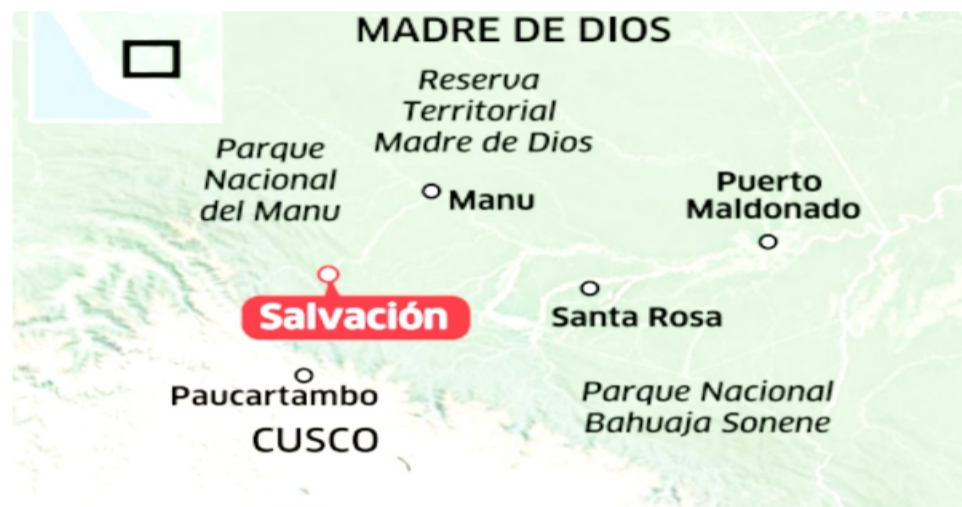 MADRE DE DIOS
Reserva
Territorial
Madre de Dios
Parque
Nacional
del Manu
Manu
Puerto
Maldonado
Salvación
Santa Rosa
Paucartambo
CUSCO
Parque Nacional
Bahuaja Sonene